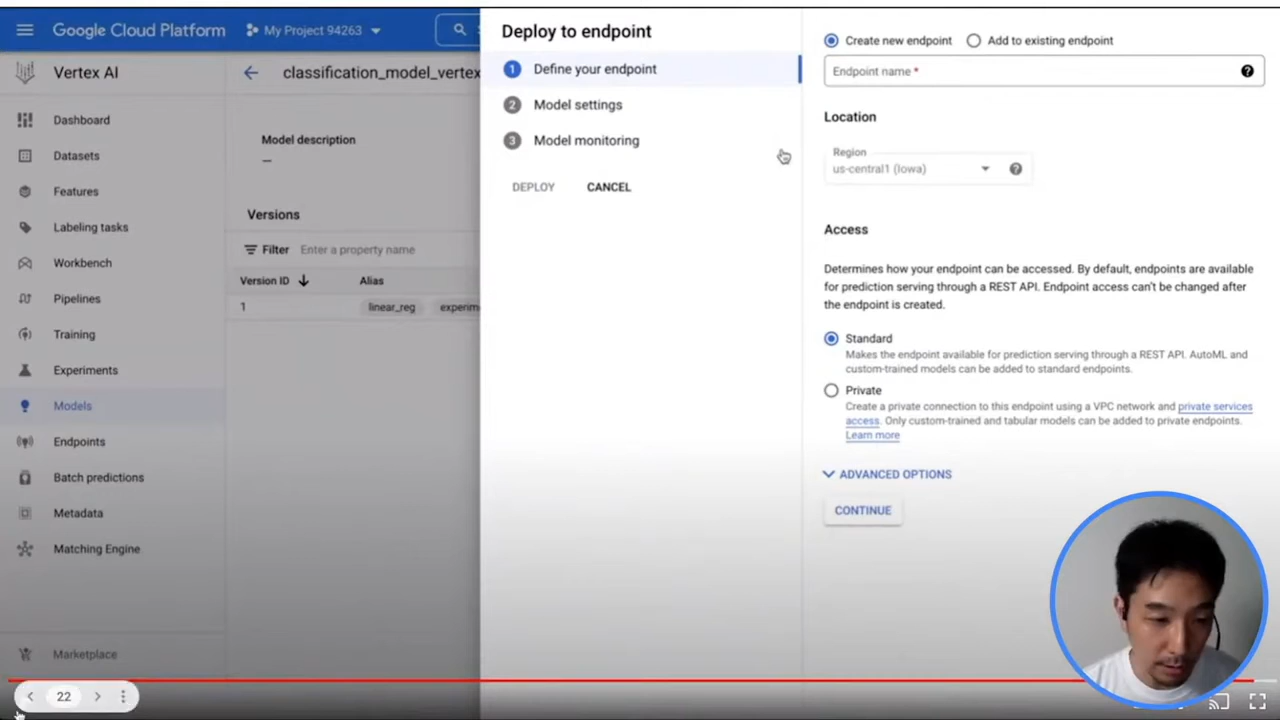 Google Cloud Platform
My Project 94263
Vertex AI
Dashboard
Datasets
Features
Labeling tasks
Workbench
Pipelines
Training
Experiments
Models
Endpoints
Batch predictions
Metadata
Matching Engine
Marketplace
classification_model_vertex
Model description
—
Versions
Filter Enter a property name
Version ID Alias
1 linear_reg experim
Deploy to endpoint
1 Define your endpoint
2 Model settings
3 Model monitoring
DEPLOY CANCEL
Create new endpoint Add to existing endpoint
Endpoint name *
Location
Region
us-central1 (Iowa)
Access
Determines how your endpoint can be accessed. By default, endpoints are available
for prediction serving through a REST API. Endpoint access can't be changed after
the endpoint is created.
Standard
Makes the endpoint available for prediction serving through a REST API. AutoML and
custom-trained models can be added to standard endpoints.
Private
Create a private connection to this endpoint using a VPC network and private services
access. Only custom-trained and tabular models can be added to private endpoints.
Learn more
ADVANCED OPTIONS
CONTINUE
22